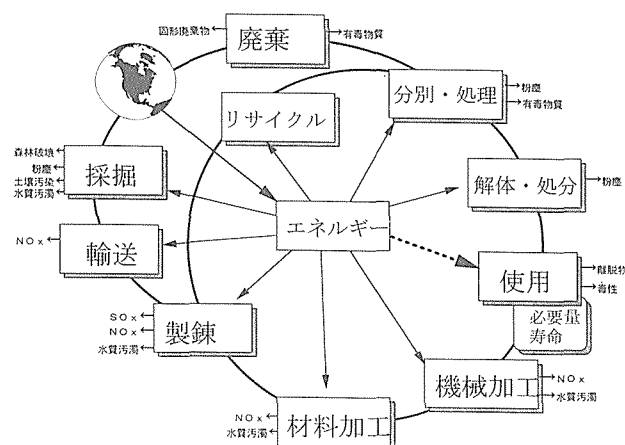 固形廃棄物
廃棄
有毒物質
リサイクル
分別・処理
粉塵
有毒物質
森林破壊
粉塵
土壌汚染
水質汚濁
採掘
解体・処分
粉塵
エネルギー
NOx
輸送
使用
離脱物
毒性
必要量
寿命
SOx
NOx
水質汚濁
製錬
機械加工
NOx
水質汚濁
NOx
水質汚濁
材料加工